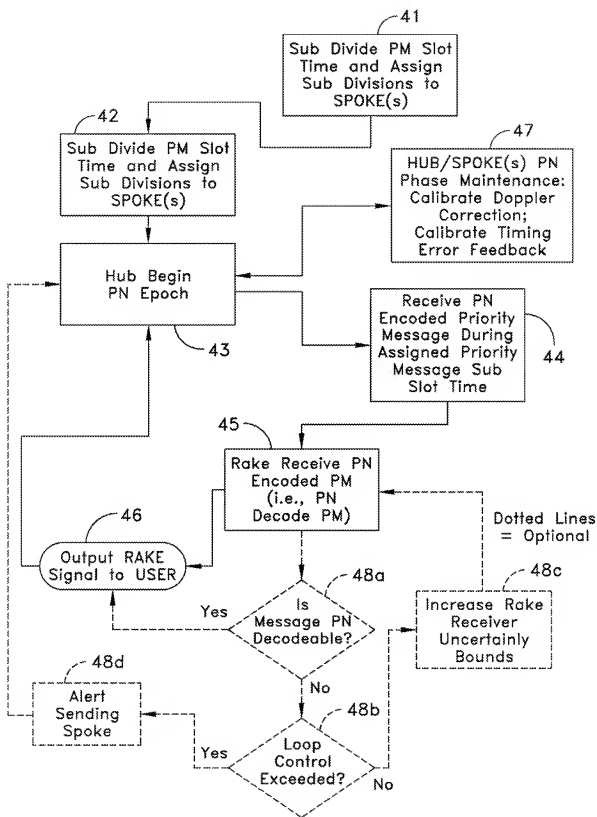 41
Sub Divide PM Slot
Time and Assign
Sub Divisions to
SPOKE(s)
42
Sub Divide PM Slot
Time and Assign
Sub Divisions to
SPOKE(s)
47
HUB/SPOKE(s) PN
Phase Maintenance:
Calibrate Doppler
Correction;
Calibrate Timing
Error Feedback
Hub Begin
PN Epoch
43
Receive PN
Encoded Priority
Message During
Assigned Priority
Message Sub
Slot Time
44
45
Rake Receive PN
Encoded PM
(i.e., PN
Decode PM)
46
Output RAKE
Signal to USER
Dotted Lines
= Optional
48a
Is
Message PN
Decodeable?
Yes
No
48c
Increase Rake
Receiver
Uncertainly
Bounds
48d
Alert
Sending
Spoke
48b
Loop
Control
Exceeded?
Yes
No